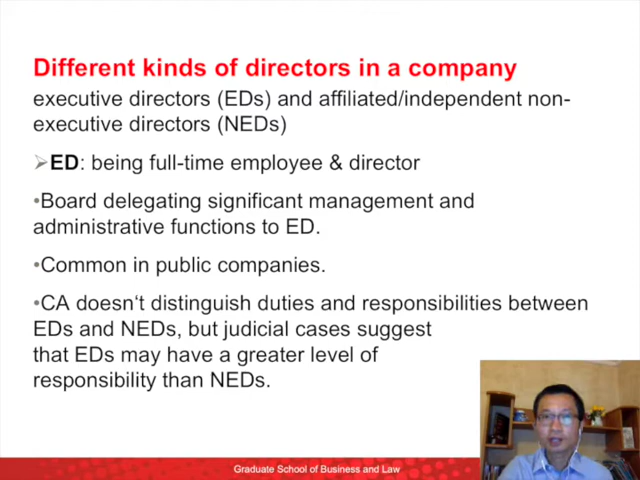 Different kinds of directors in a company
executive directors (EDs) and affiliated/independent non-
executive directors (NEDs)
➢ED: being full-time employee & director
•Board delegating significant management and
administrative functions to ED.
•Common in public companies.
•CA doesn‘t distinguish duties and responsibilities between
EDs and NEDs, but judicial cases suggest
that EDs may have a greater level of
responsibility than NEDs.
Graduate School of Business and Law